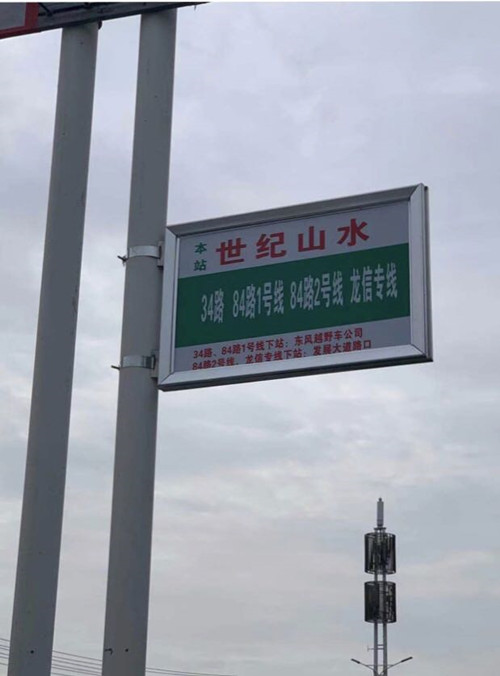 本站 世纪山水
34路 84路1号线 84路2号线 龙信专线
34路、84路1号线下站：东风越野车公司
84路2号线、龙信专线下站：发展大道路口